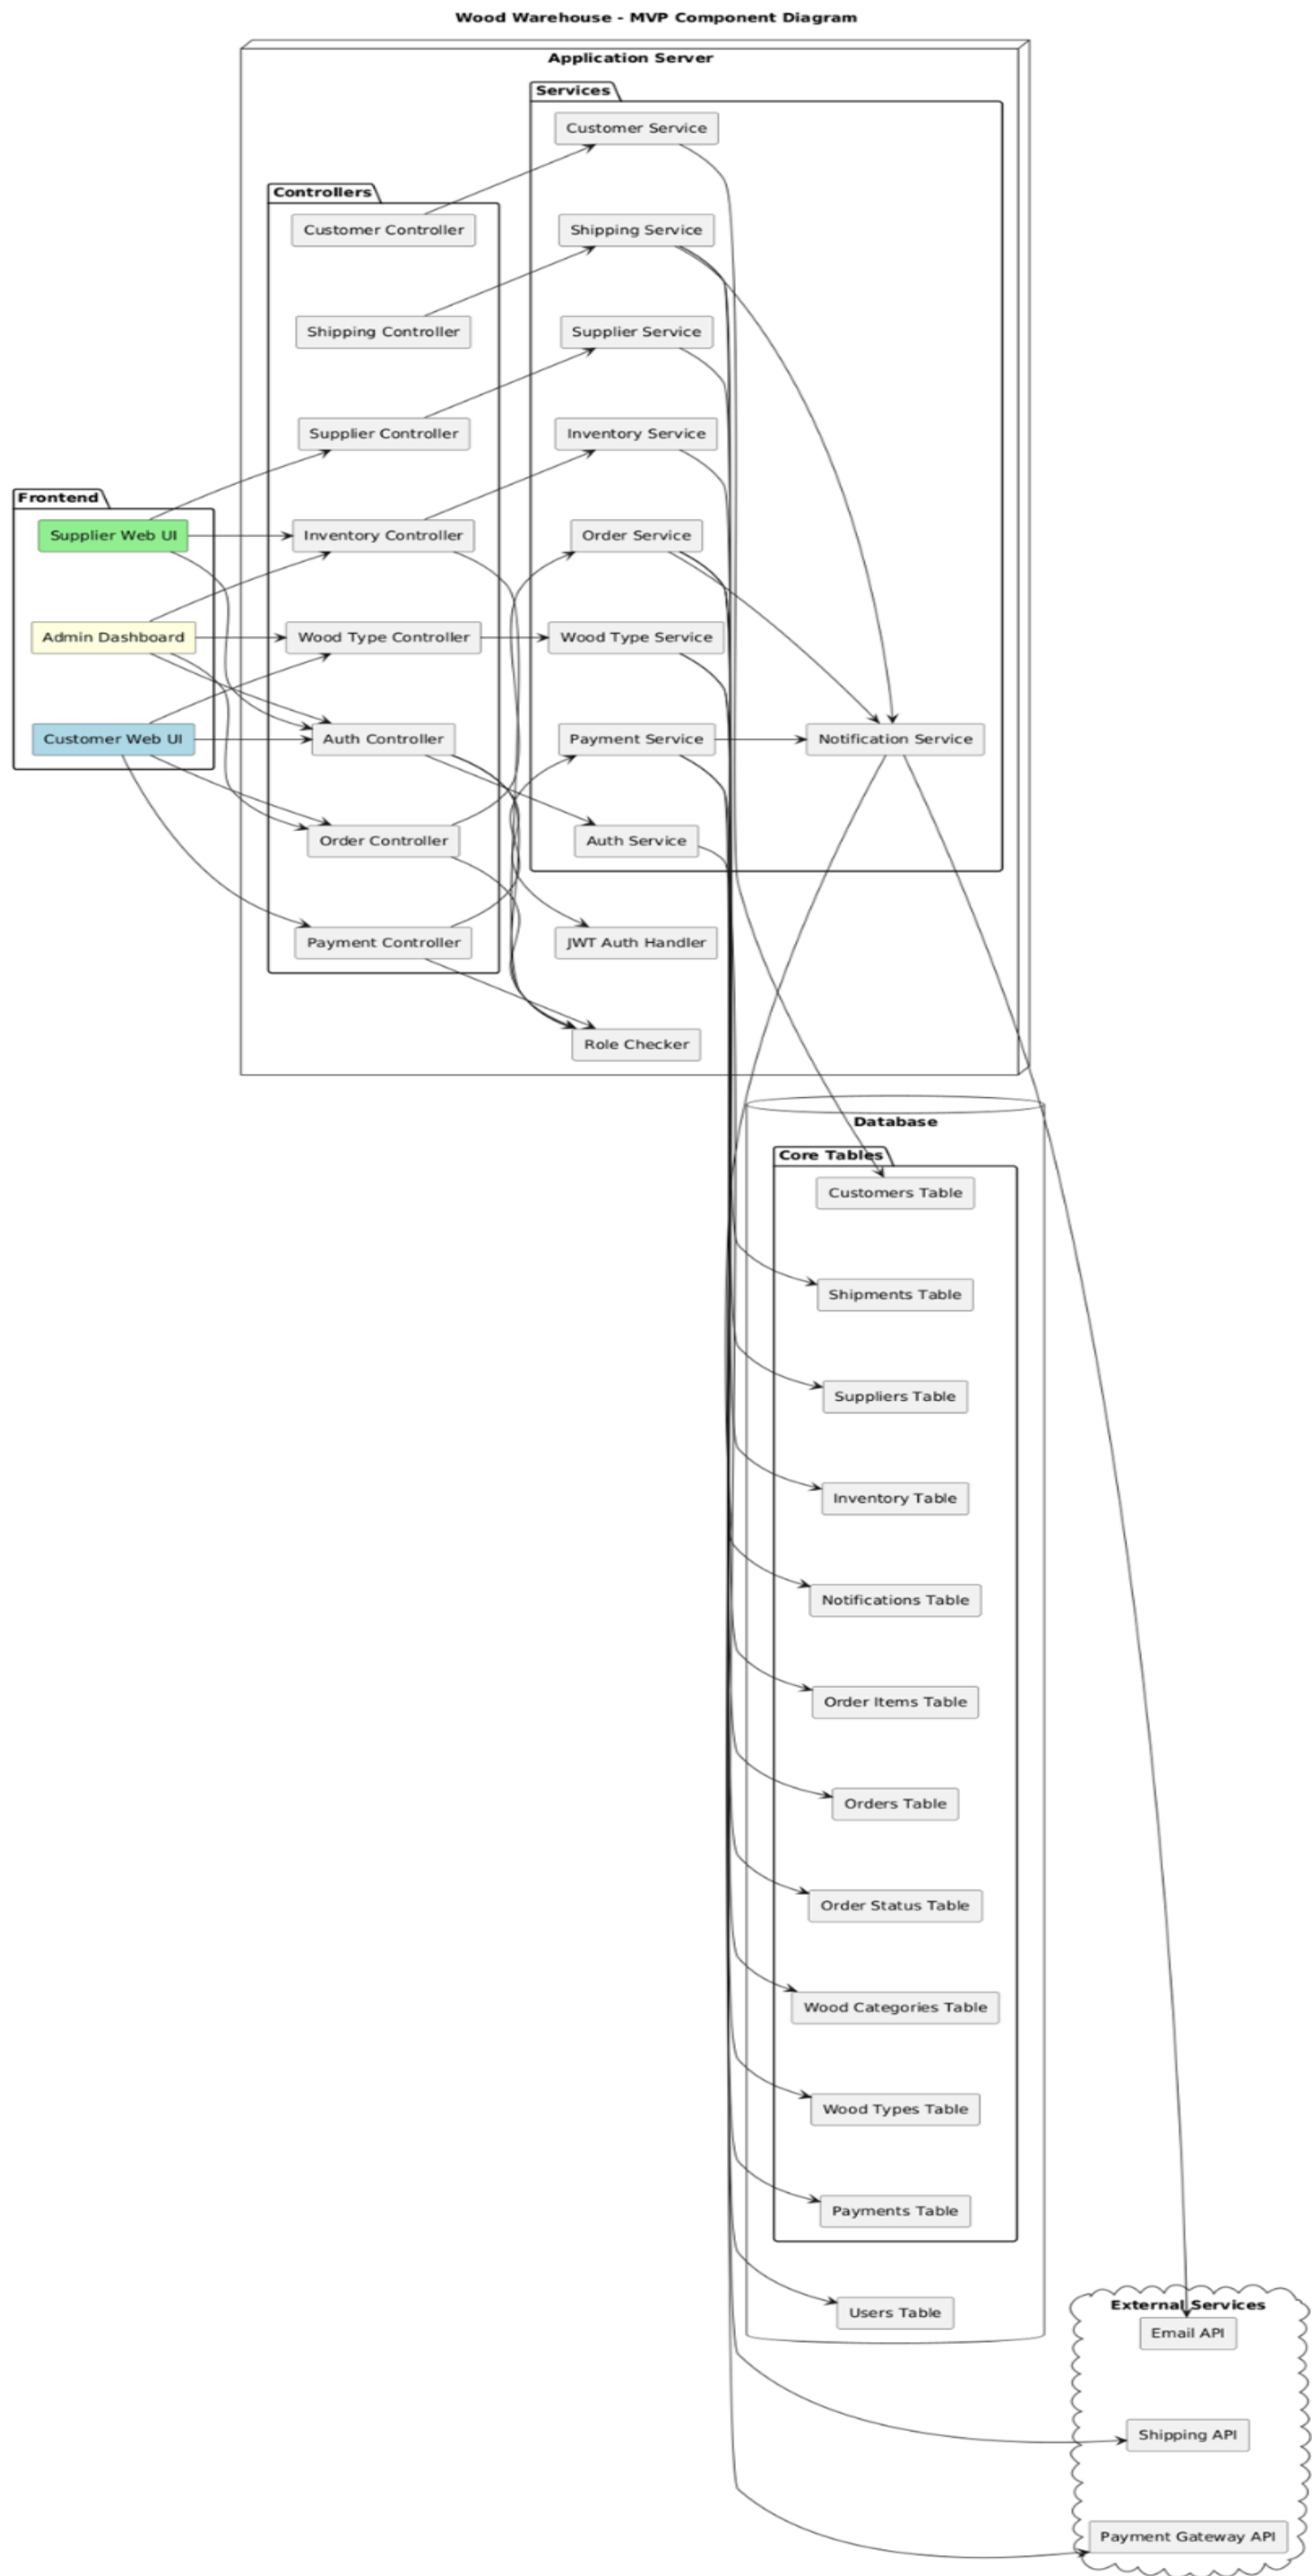 Wood Warehouse - MVP Component Diagram
Application Server
Services
Customer Service
Shipping Service
Supplier Service
Inventory Service
Order Service
Wood Type Service
Payment Service
Notification Service
Auth Service
Controllers
Customer Controller
Shipping Controller
Supplier Controller
Inventory Controller
Wood Type Controller
Auth Controller
Order Controller
Payment Controller
JWT Auth Handler
Role Checker
Frontend
Supplier Web UI
Admin Dashboard
Customer Web UI
Database
Core Tables
Customers Table
Shipments Table
Suppliers Table
Inventory Table
Notifications Table
Order Items Table
Orders Table
Order Status Table
Wood Categories Table
Wood Types Table
Payments Table
Users Table
External Services
Email API
Shipping API
Payment Gateway API